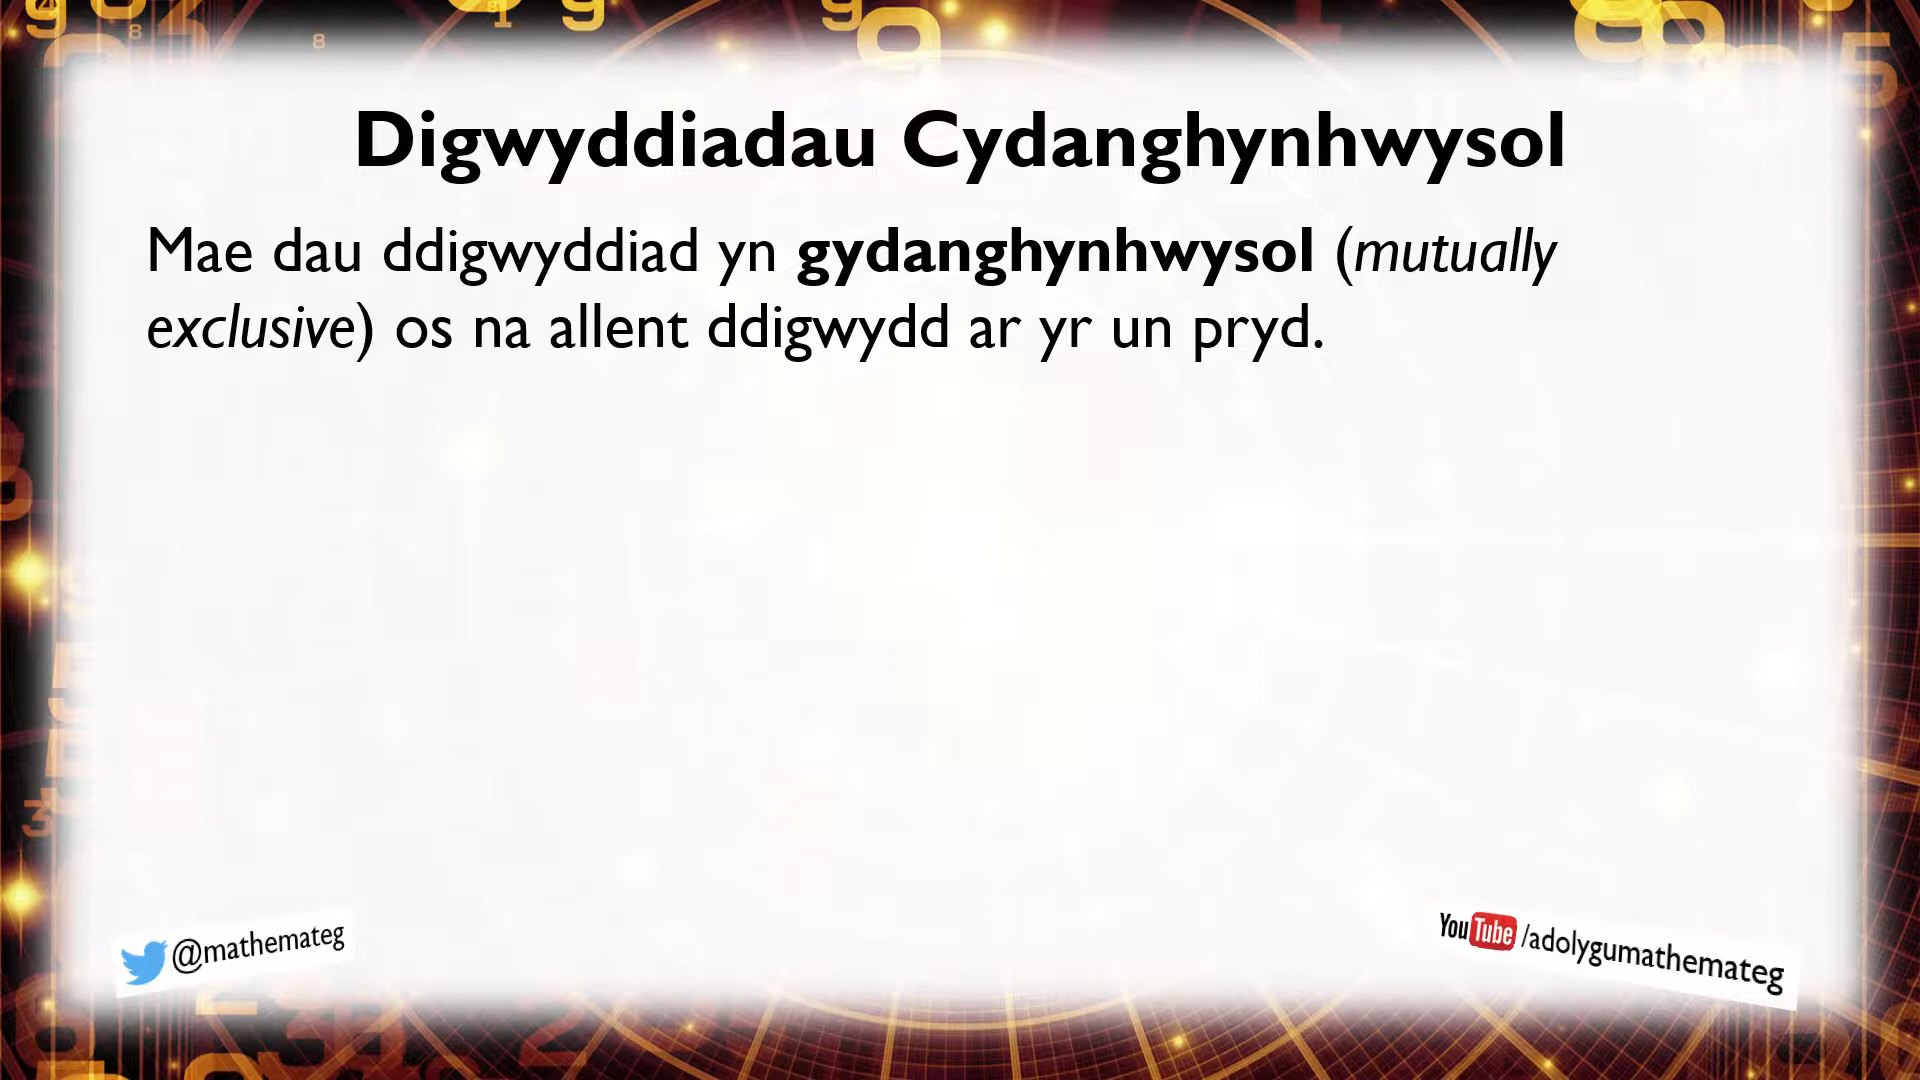 Digwyddiadau Cydanghynhwysol
Mae dau ddigwyddiad yn gydanghynhwysol (mutually
exclusive) os na allent ddigwydd ar yr un pryd.
@mathemateg
YouTube /adolygumathemateg